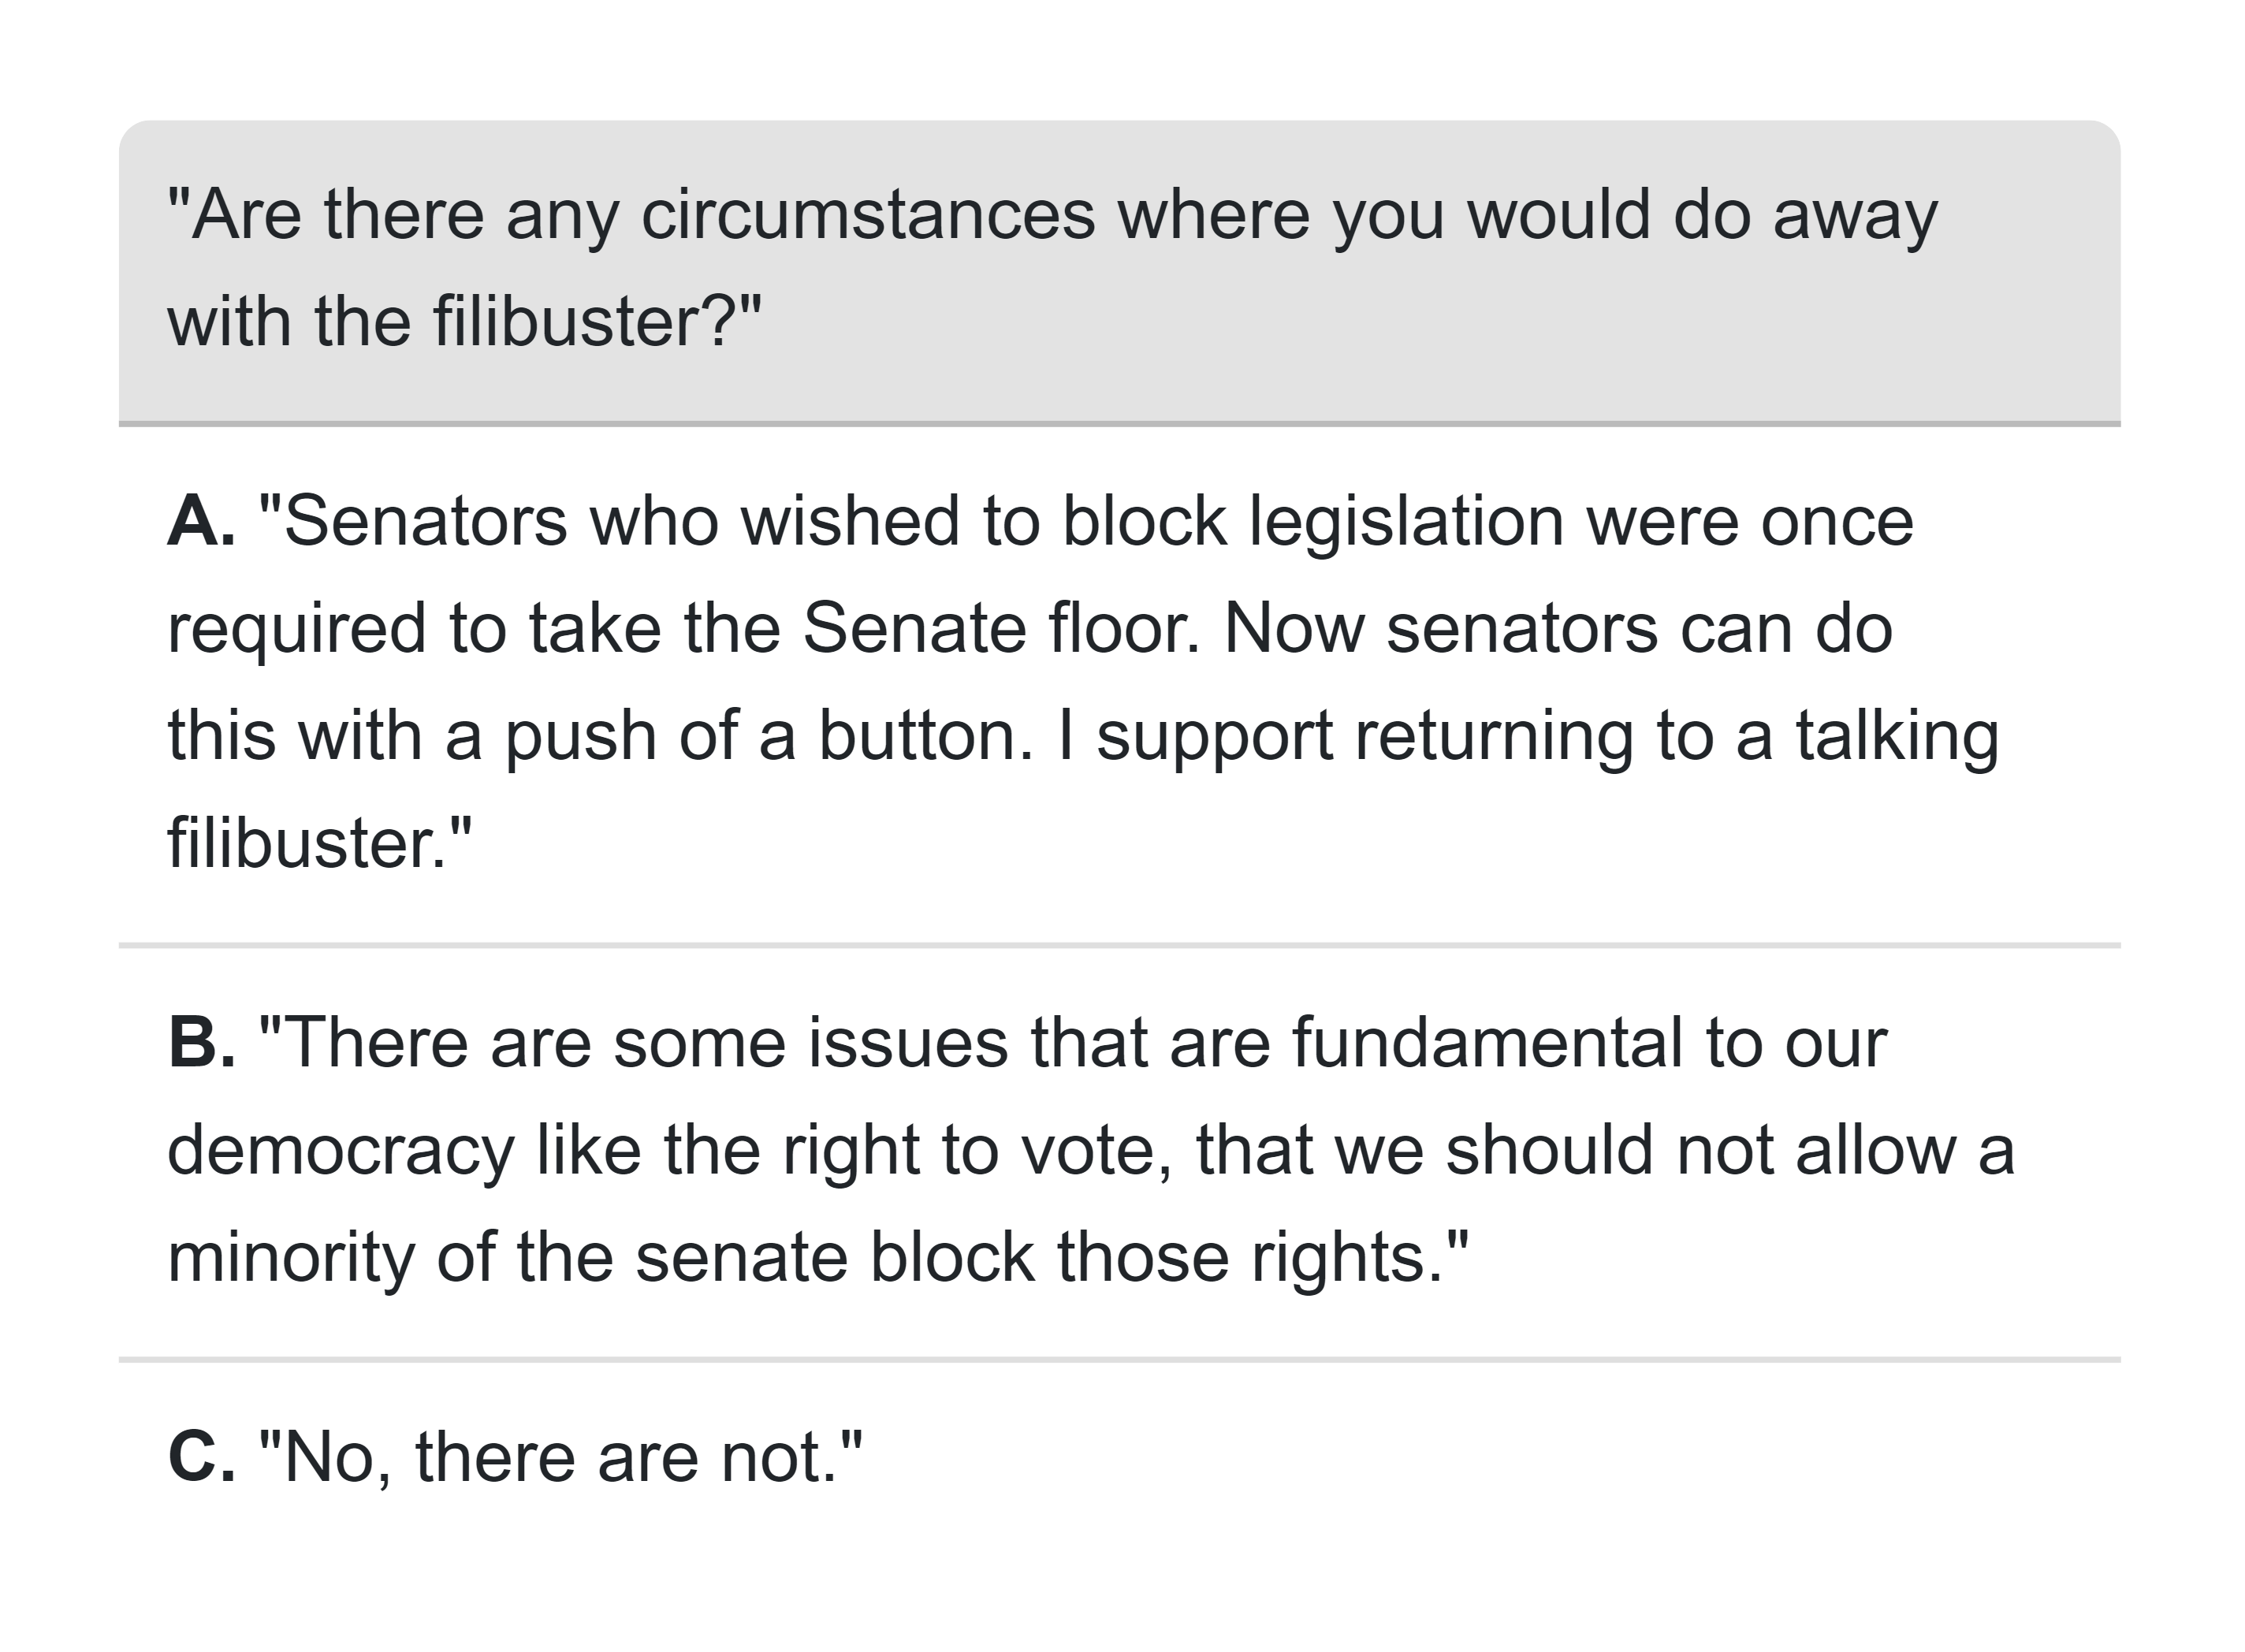 "Are there any circumstances where you would do away
with the filibuster?"
A. "Senators who wished to block legislation were once
required to take the Senate floor. Now senators can do
this with a push of a button. I support returning to a talking
filibuster."
B. "There are some issues that are fundamental to our
democracy like the right to vote, that we should not allow a
minority of the senate block those rights."
C. "No, there are not."